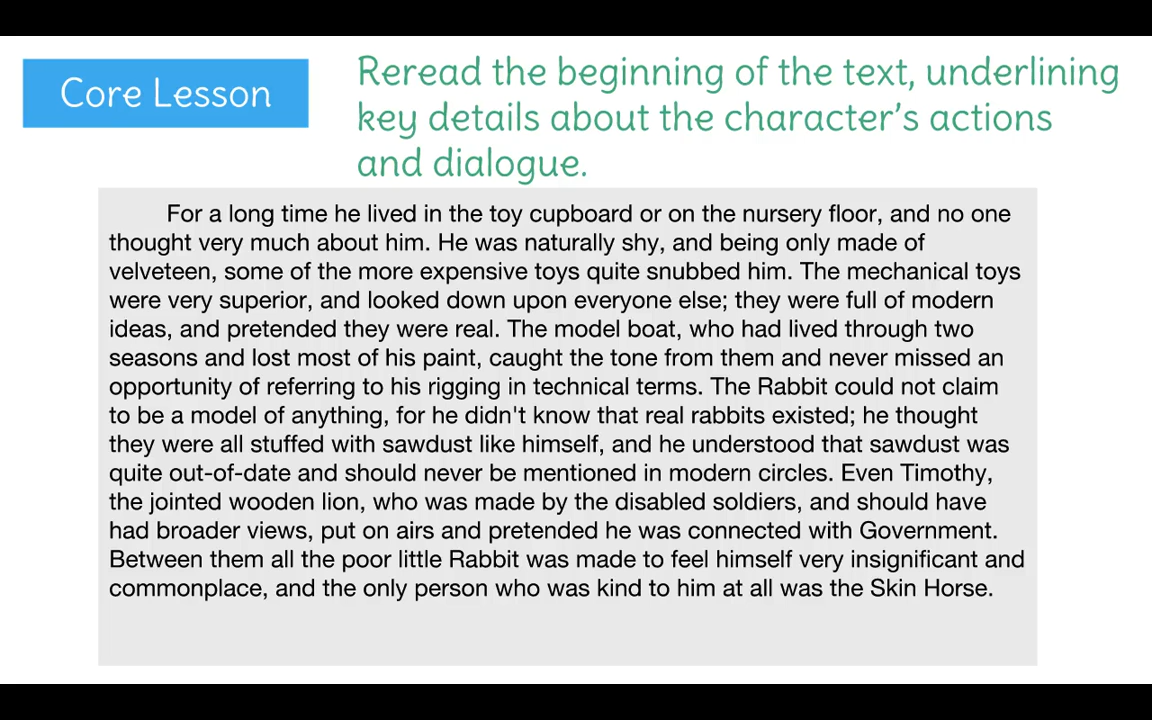 Core Lesson
Reread the beginning of the text, underlining
key details about the character's actions
and dialogue.
For a long time he lived in the toy cupboard or on the nursery floor, and no one
thought very much about him. He was naturally shy, and being only made of
velveteen, some of the more expensive toys quite snubbed him. The mechanical toys
were very superior, and looked down upon everyone else; they were full of modern
ideas, and pretended they were real. The model boat, who had lived through two
seasons and lost most of his paint, caught the tone from them and never missed an
opportunity of referring to his rigging in technical terms. The Rabbit could not claim
to be a model of anything, for he didn't know that real rabbits existed; he thought
they were all stuffed with sawdust like himself, and he understood that sawdust was
quite out-of-date and should never be mentioned in modern circles. Even Timothy,
the jointed wooden lion, who was made by the disabled soldiers, and should have
had broader views, put on airs and pretended he was connected with Government.
Between them all the poor little Rabbit was made to feel himself very insignificant and
commonplace, and the only person who was kind to him at all was the Skin Horse.